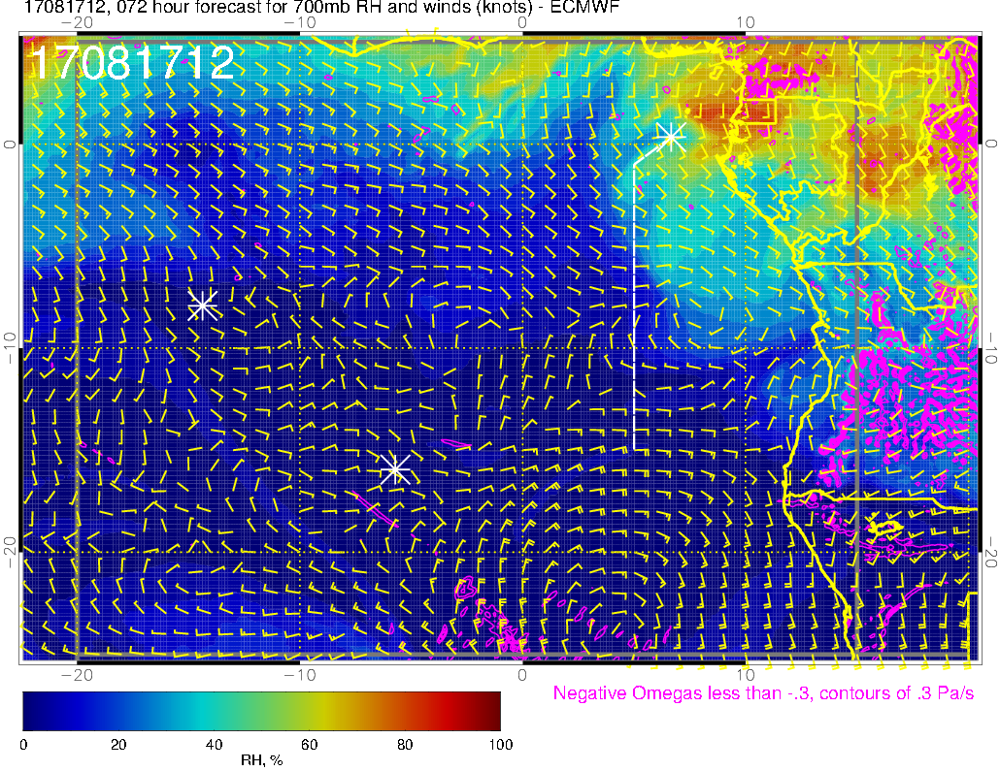 17081712, 072 hour forecast for 700mb RH and winds (knots) - ECMWF
-20 -10 0 10
17081712
0 0
-10 -10
-20 -20
-20 -10 0 10
Negative Omegas less than -.3, contours of .3 Pa/s
0 20 40 60 80 100
RH, %